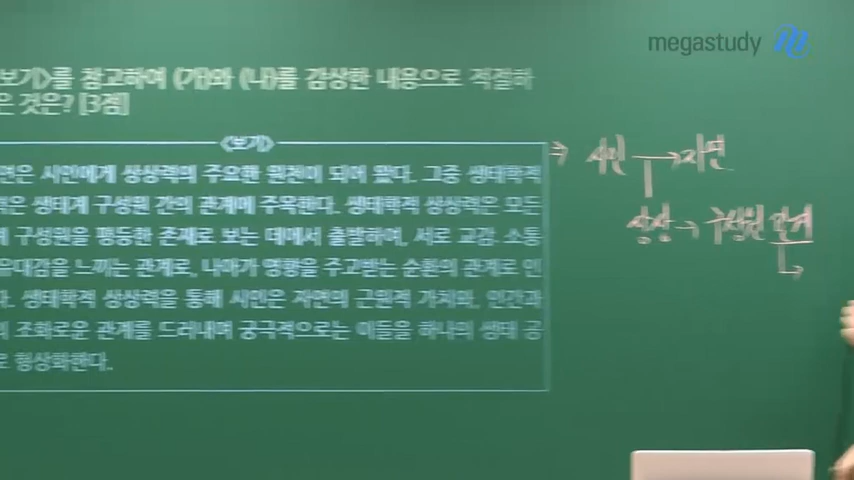 megastudy
보기>를 참고하여 (가)와 (나)를 감상한 내용으로 적절하
은 것은? [3점]
<보기>
연은 시인에게 상상력의 주요한 원천이 되어 왔다. 그중 생태학적
력은 생태계 구성원 간의 관계에 주목한다. 생태학적 상상력은 모든
계 구성원을 평등한 존재로 보는 데에서 출발하여, 서로 교감·소통
유대감을 느끼는 관계로, 나아가 영향을 주고받는 순환의 관계로 인
다. 생태학적 상상력을 통해 시인은 자연의 근원적 가치와, 인간과
의 조화로운 관계를 드러내며 궁극적으로는 이들을 하나의 생태 공
로 형상화한다.
⇒ 시인 → 자연
상상 → 구성원 관계